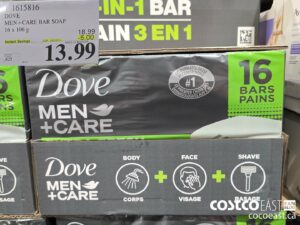 1615816
DOVE
MEN+CARE BAR SOAP
16 x 106 g
18.99
-5.00
13.99
-IN-1 BAR
3 EN 1
Dove
MEN
+CARE
#1
16
BARS
PAINS
Dove
MEN
+CARE
BODY
CORPS
+
FACE
VISAGE
+
SHAVE
RASAGE
COSTCO EAST
cocoeast.ca